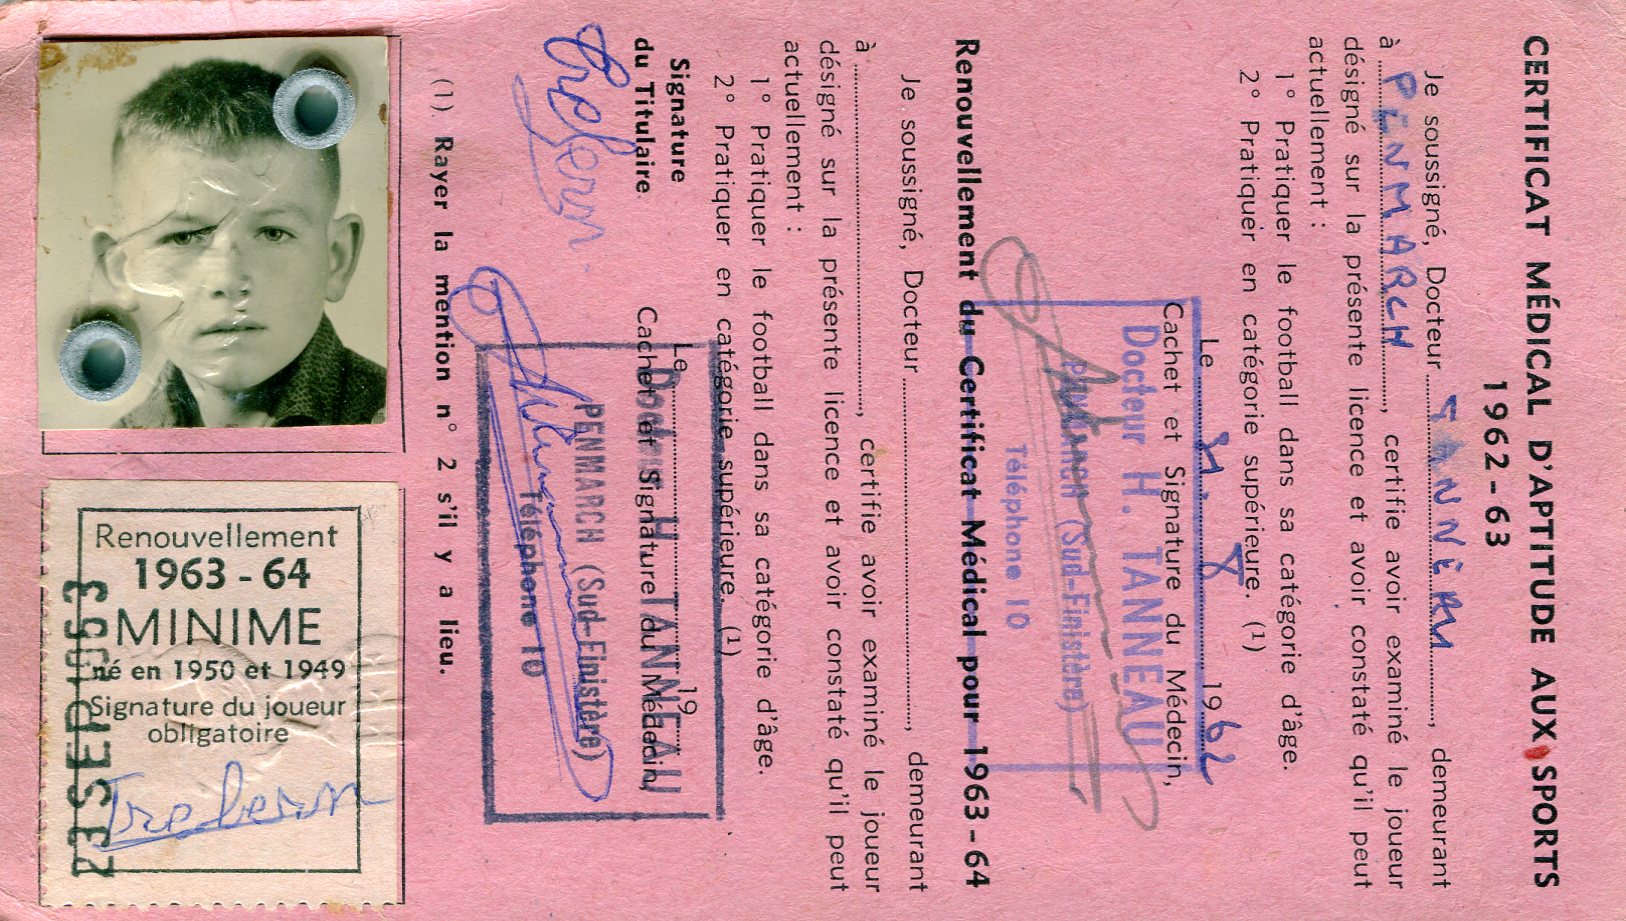 CERTIFICAT MÉDICAL D'APTITUDE AUX SPORTS
1962-63
Je soussigné, Docteur TANNEAU, demeurant
à PENMARCH, certifie avoir examiné le joueur
désigné sur la présente licence et avoir constaté qu'il peut
actuellement :
1° Pratiquer le football dans sa catégorie d'âge.
2° Pratiquer en catégorie supérieure. (1)
Le 8 1962
Cachet et Signature du Médecin,
Docteur H. TANNEAU
PENMARCH (Sud-Finistère)
Téléphone 10
Renouvellement du Certificat Médical pour 1963-64
Je soussigné, Docteur, demeurant
à, certifie avoir examiné le joueur
désigné sur la présente licence et avoir constaté qu'il peut
actuellement :
1° Pratiquer le football dans sa catégorie d'âge.
2° Pratiquer en catégorie supérieure. (1)
Le 19
Signature
du Titulaire
Cachet et Signature du Médecin,
Docteur H. TANNEAU
PENMARCH (Sud-Finistère)
Téléphone 10
Trebern
(1). Rayer la mention n° 2 s'il y a lieu.
Renouvellement
1963-64
MINIME
né en 1950 et 1949
Signature du joueur
obligatoire
Trebern
23 SEP 1963